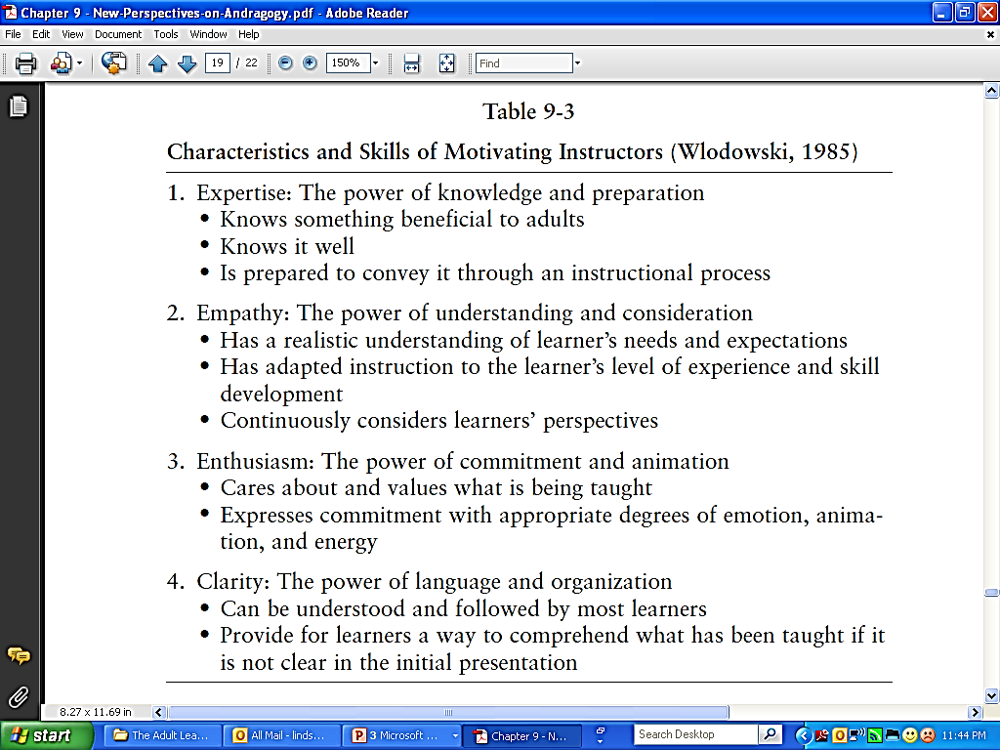 Chapter 9 - New-Perspectives-on-Andragogy.pdf - Adobe Reader
File Edit View Document Tools Window Help
19 / 22 150% Find
Table 9-3
Characteristics and Skills of Motivating Instructors (Wlodowski, 1985)
1. Expertise: The power of knowledge and preparation
• Knows something beneficial to adults
• Knows it well
• Is prepared to convey it through an instructional process
2. Empathy: The power of understanding and consideration
• Has a realistic understanding of learner's needs and expectations
• Has adapted instruction to the learner's level of experience and skill
development
• Continuously considers learners' perspectives
3. Enthusiasm: The power of commitment and animation
• Cares about and values what is being taught
• Expresses commitment with appropriate degrees of emotion, anima-
tion, and energy
4. Clarity: The power of language and organization
• Can be understood and followed by most learners
• Provide for learners a way to comprehend what has been taught if it
is not clear in the initial presentation
8.27 x 11.69 in
start The Adult Lea... All Mail - linds... 3 Microsoft ... Chapter 9 - N... Search Desktop 11:44 PM